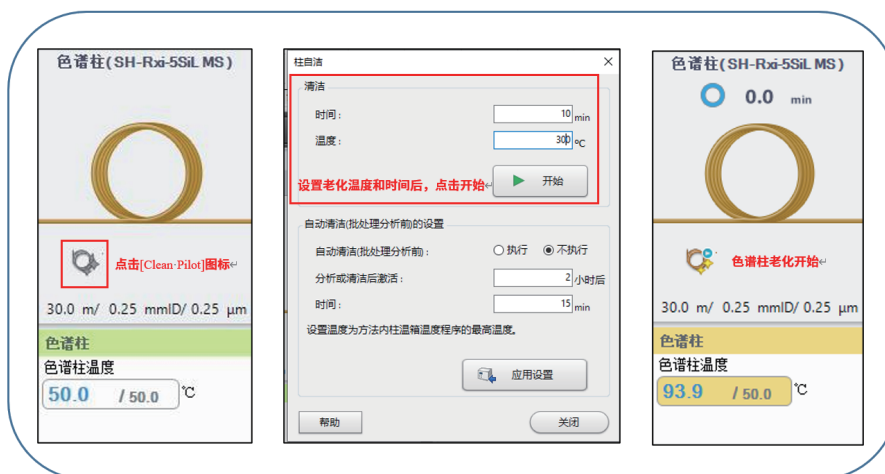 色谱柱(SH-Rxi-5SiL MS)
点击[Clean·Pilot]图标↵
30.0 m/ 0.25 mmID/ 0.25 μm
色谱柱
色谱柱温度
50.0 / 50.0 ℃
柱自洁
清洁
时间: 10 min
温度: 300 ℃
设置老化温度和时间后，点击开始↵ 开始
自动清洁(批处理分析前)的设置
自动清洁(批处理分析前): 执行 不执行
分析或清洁后激活: 2 小时后
时间: 15 min
设置温度为方法内柱温箱温度程序的最高温度。
应用设置
帮助 关闭
色谱柱(SH-Rxi-5SiL MS)
0.0 min
色谱柱老化开始↵
30.0 m/ 0.25 mmID/ 0.25 μm
色谱柱
色谱柱温度
93.9 / 50.0 ℃